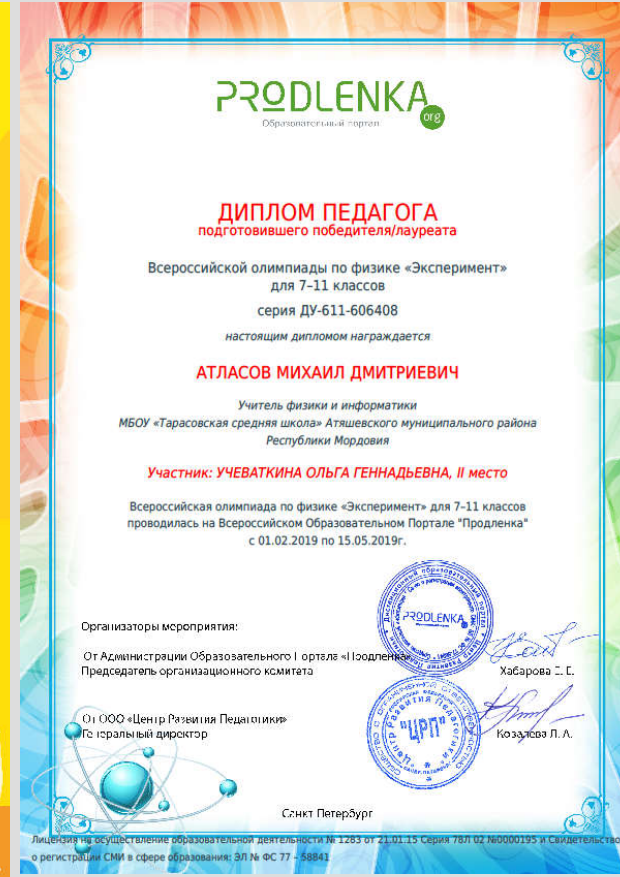 PRODLENKA
org
Образовательный портал
ДИПЛОМ ПЕДАГОГА
подготовившего победителя/лауреата
Всероссийской олимпиады по физике «Эксперимент»
для 7–11 классов
серия ДУ-611-606408
настоящим дипломом награждается
АТЛАСОВ МИХАИЛ ДМИТРИЕВИЧ
Учитель физики и информатики
МБОУ «Тарасовская средняя школа» Атяшевского муниципального района
Республики Мордовия
Участник: УЧЕВАТКИНА ОЛЬГА ГЕННАДЬЕВНА, II место
Всероссийская олимпиада по физике «Эксперимент» для 7–11 классов
проводилась на Всероссийском Образовательном Портале "Продленка"
с 01.02.2019 по 15.05.2019г.
PRODLENKA
Организаторы мероприятия:
От Администрации Образовательного Портала «Продленка»
Председатель организационного комитета
Хабарова
От ООО «Центр Развития Педагогики»
Генеральный директор
"ЦРП"
Центр Развития Педагогики
Козалева Л. А.
Санкт Петербург
Лицензия на осуществление образовательной деятельности № 1283 от 21.01.15 Серия 78Л 02 №0000195 и Свидетельство
о регистрации СМИ в сфере образования: ЭЛ № ФС 77 – 58841